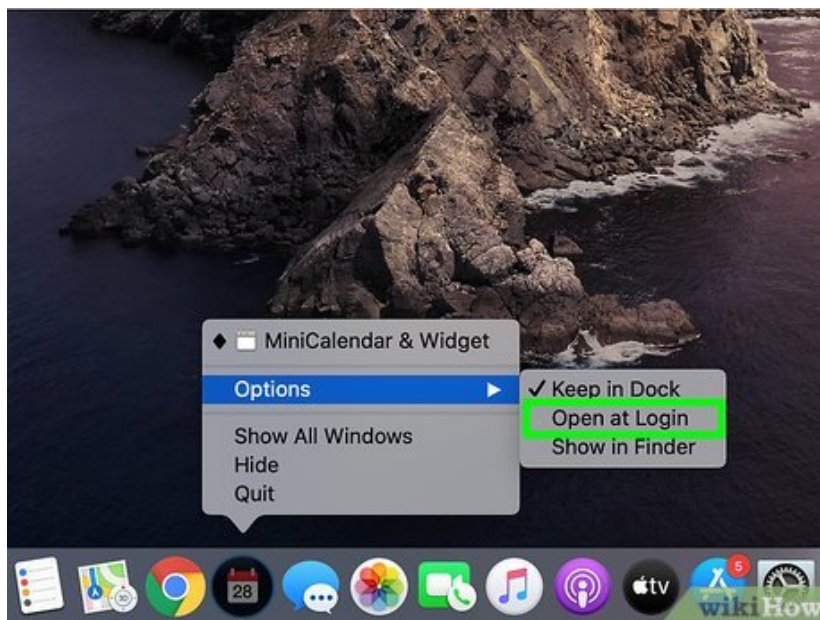 MiniCalendar & Widget
Options
✓ Keep in Dock
Open at Login
Show in Finder
Show All Windows
Hide
Quit
28
30
5
tv
wikiHow